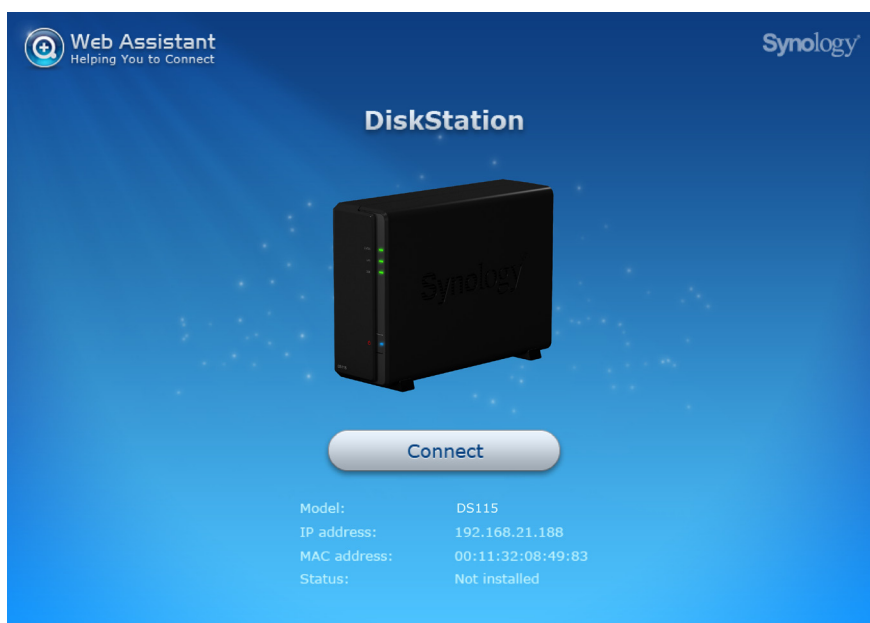 Web Assistant
Helping You to Connect
Synology
DiskStation
Synology
Connect
Model: DS115
IP address: 192.168.21.188
MAC address: 00:11:32:08:49:83
Status: Not installed